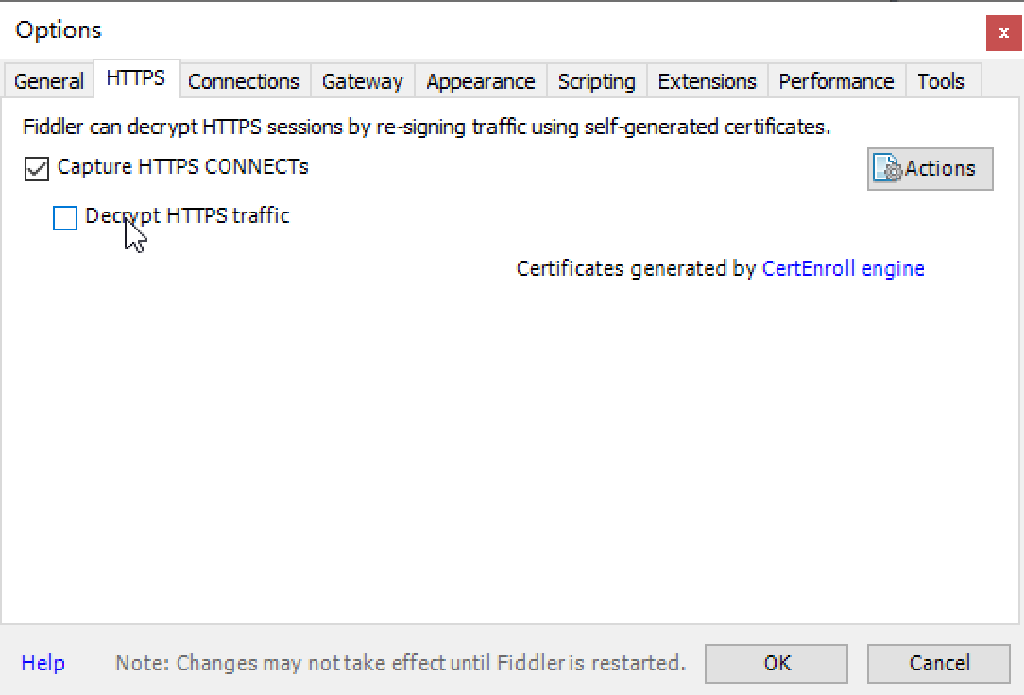 Options
x
General HTTPS Connections Gateway Appearance Scripting Extensions Performance Tools
Fiddler can decrypt HTTPS sessions by re-signing traffic using self-generated certificates.
Capture HTTPS CONNECTs
Actions
Decrypt HTTPS traffic
Certificates generated by CertEnroll engine
Help Note: Changes may not take effect until Fiddler is restarted. OK Cancel